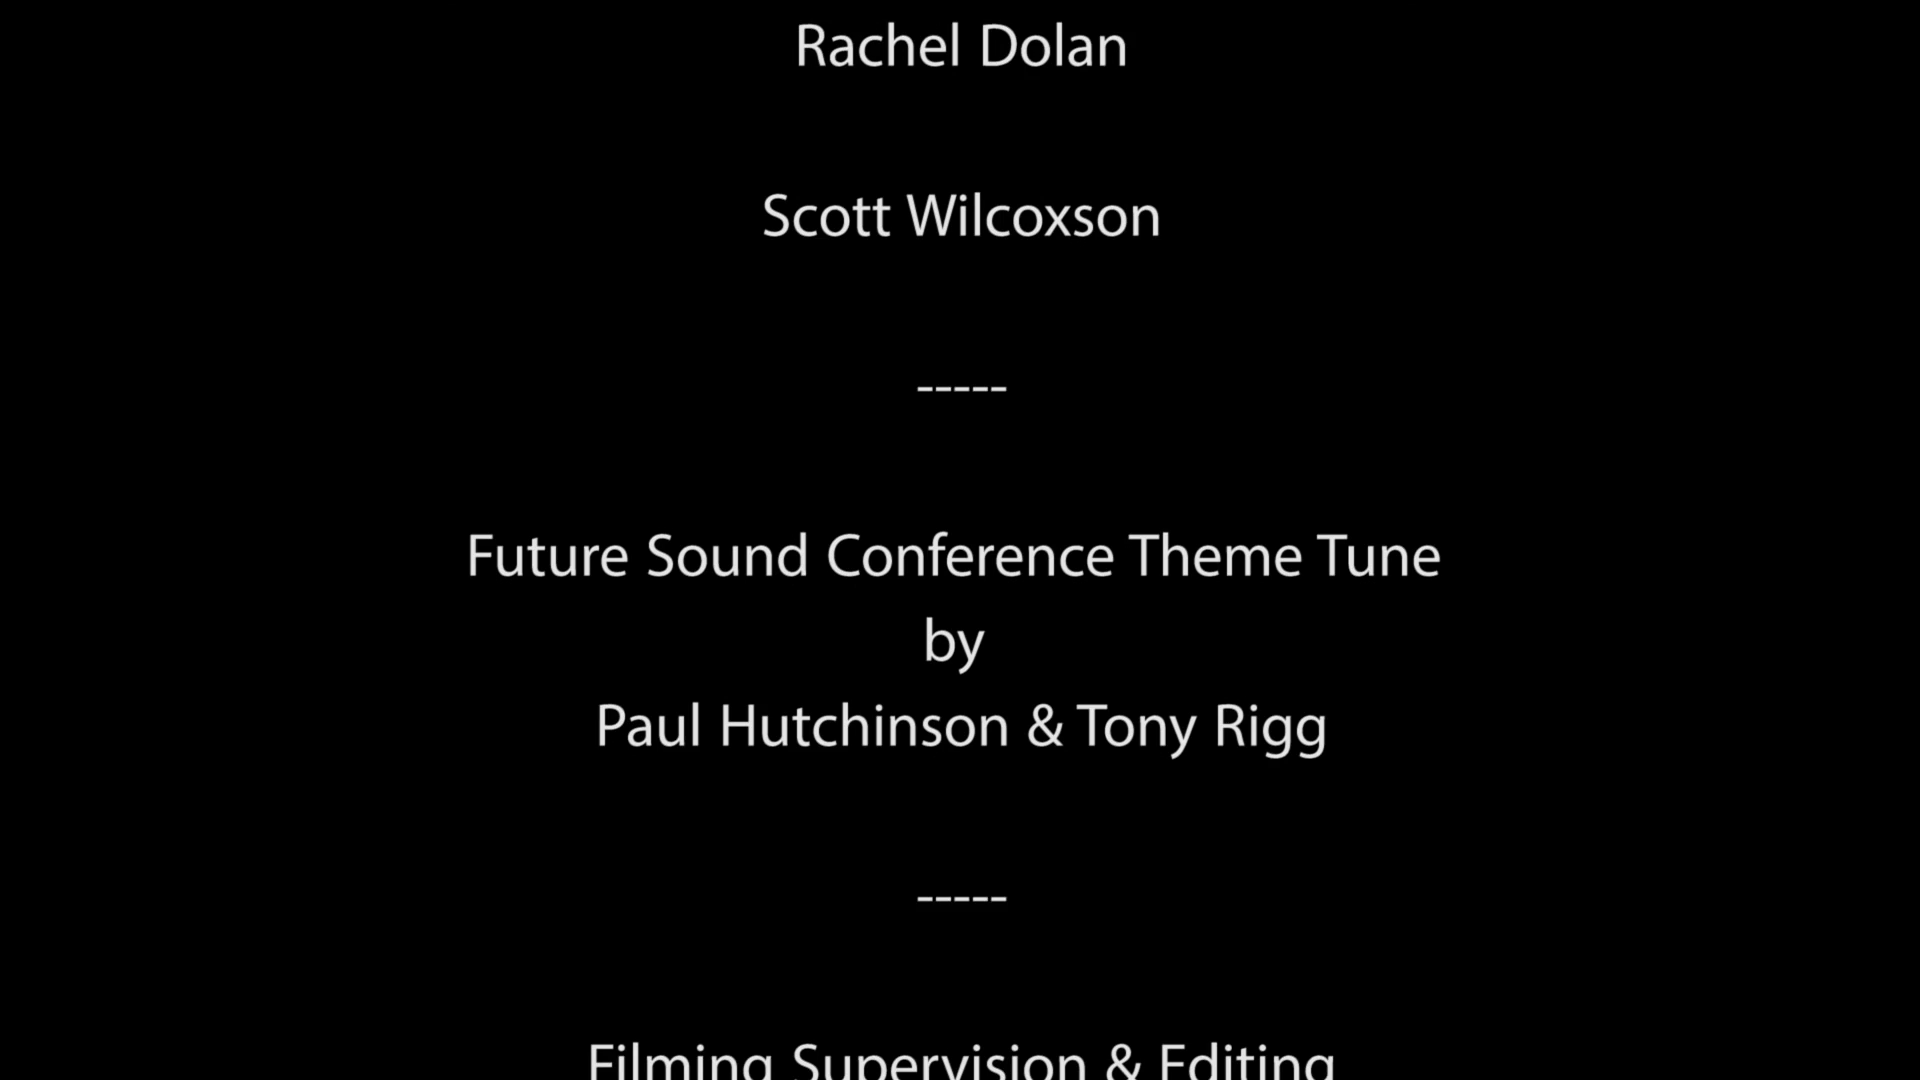 Rachel Dolan
Scott Wilcoxson
-----
Future Sound Conference Theme Tune
by
Paul Hutchinson & Tony Rigg
-----
Filming Supervision & Editing